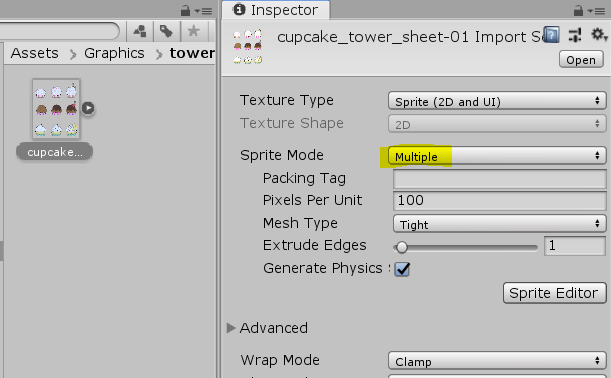 Inspector
cupcake_tower_sheet-01 Import S
Open
Assets > Graphics > tower
cupcake...
Texture Type Sprite (2D and UI)
Texture Shape 2D
Sprite Mode Multiple
Packing Tag
Pixels Per Unit 100
Mesh Type Tight
Extrude Edges 1
Generate Physics S
Sprite Editor
Advanced
Wrap Mode Clamp